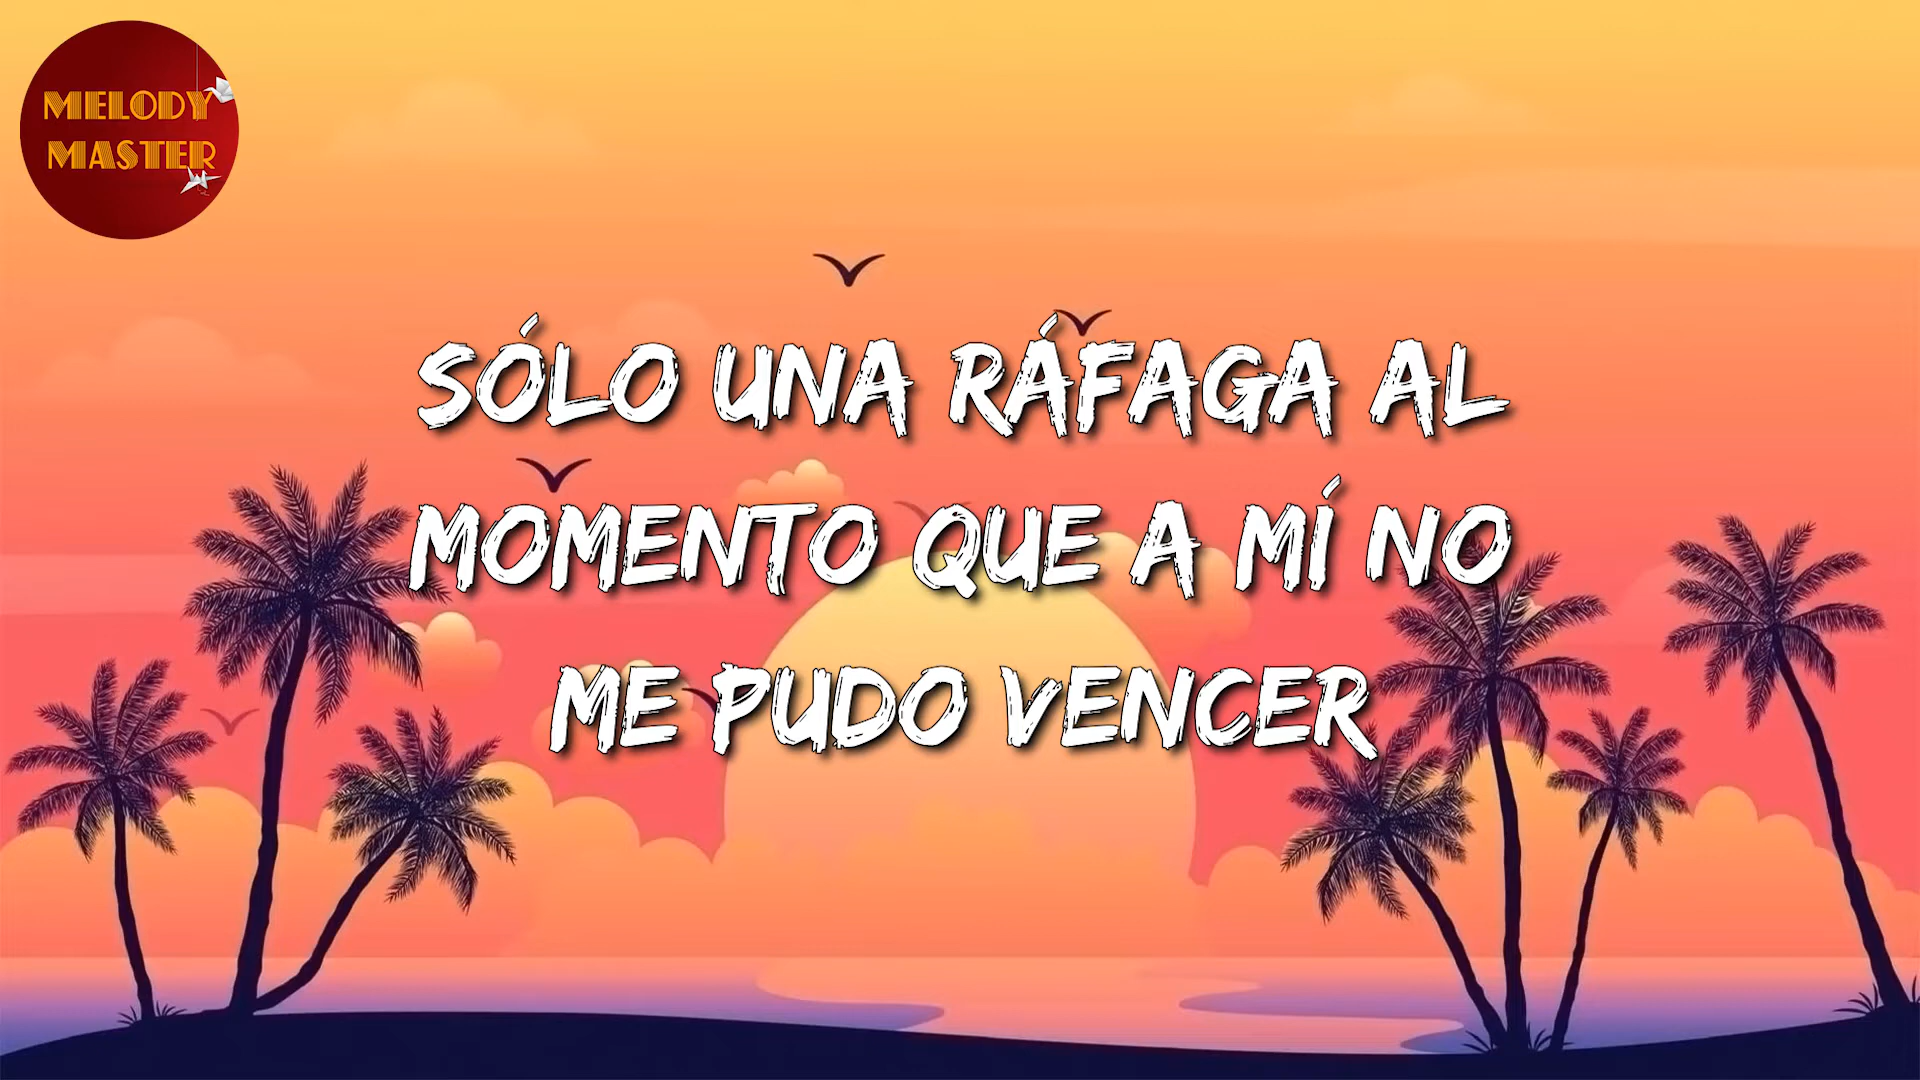 MELODY
MASTER
SÓLO UNA RÁFAGA AL
MOMENTO QUE A MÍ NO
ME PUDO VENCER